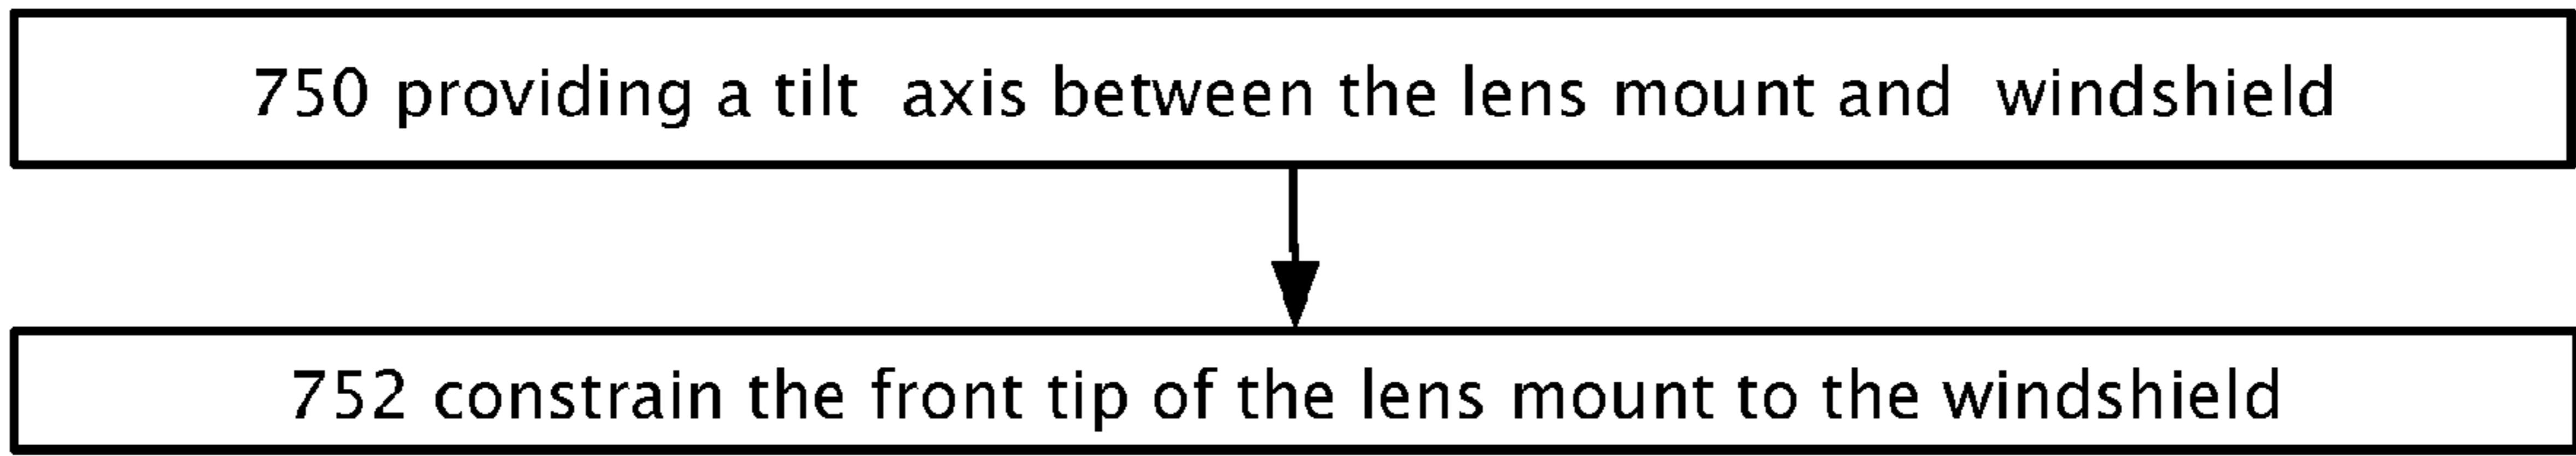 750 providing a tilt axis between the lens mount and windshield
752 constrain the front tip of the lens mount to the windshield